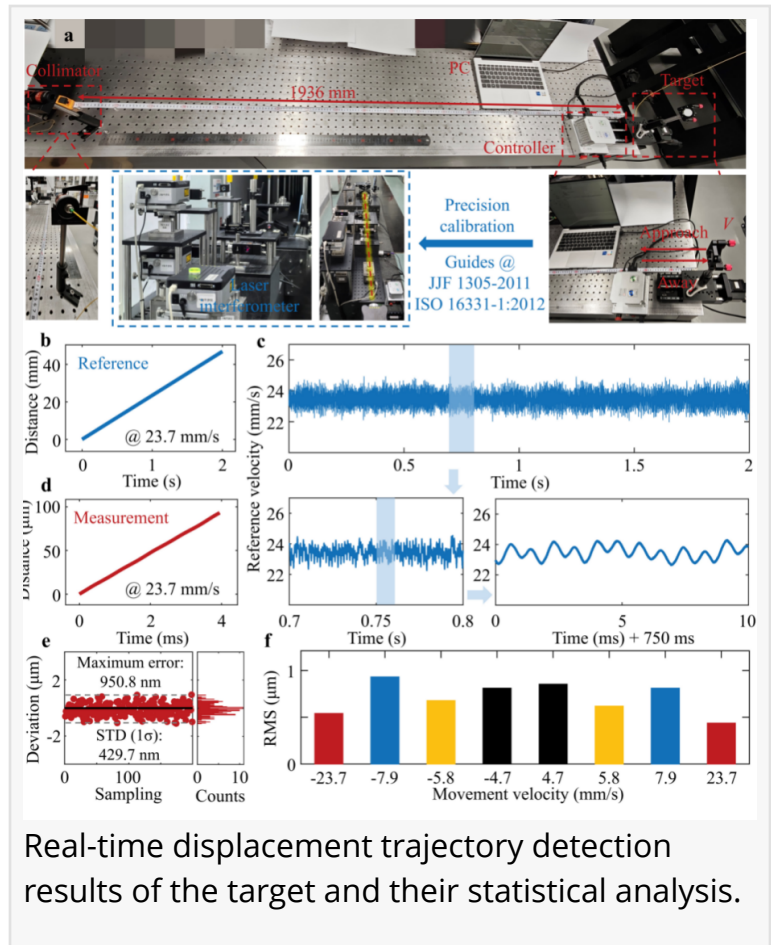 a
Collimator
PC
Target
1936 mm
Controller
Laser
interferometer
Precision
calibration
Guides @
JJF 1305-2011
ISO 16331-1:2012
Approach
V
Away
b
Distance (mm)
40
20
0
Reference
@ 23.7 mm/s
0 1 2
Time (s)
c
Reference velocity (mm/s)
26
24
22
0 0.5 1 1.5 2
Time (s)
d
Distance (μm)
100
50
0
Measurement
@ 23.7 mm/s
0 2 4
Time (ms)
26
24
22
0.7 0.75 0.8
Time (s)
26
24
22
0 5 10
Time (ms) + 750 ms
e
Deviation (μm)
2
-2
Maximum error:
950.8 nm
STD (1σ):
429.7 nm
0 100
Sampling
0 10
Counts
f
RMS (μm)
1
0
-23.7 -7.9 -5.8 -4.7 4.7 5.8 7.9 23.7
Movement velocity (mm/s)
Real-time displacement trajectory detection
results of the target and their statistical analysis.